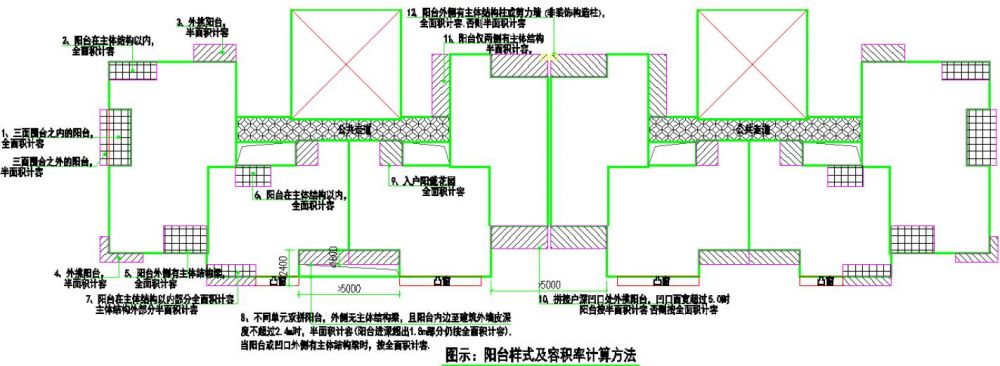 12、阳台外侧有主体结构柱或剪力墙(非装饰构造柱),
全面积计容,否则半面积计容
3、外挑阳台,
半面积计容
11、阳台仅两侧有主体结构
半面积计容。
2、阳台在主体结构以内,
全面积计容
公共走道
公共走道
1、三面围合之内的阳台,
全面积计容
三面围合之外的阳台,
半面积计容
9、入户阳台花园
全面积计容
6、阳台在主体结构以内,
全面积计容
4、外挑阳台,
半面积计容
5、阳台外侧有主体结构梁,
全面积计容
2400
≤1800
凸窗
凸窗
凸窗
凸窗
>5000
>5000
7、阳台在主体结构以内部分全面积计容
主体结构外部分半面积计容
10、拼接户深凹口处外挑阳台, 凹口面宽超过5.0时
阳台按半面积计容 否则按全面积计容
8、不同单元双拼阳台, 外侧无主体结构梁, 且阳台内边至建筑外墙皮深
度不超过2.4m时, 半面积计容(阳台进深超出1.8m部分仍按全面积计容).
当阳台或凹口外侧有主体结构梁时, 按全面积计容.
图示：阳台样式及容积率计算方法